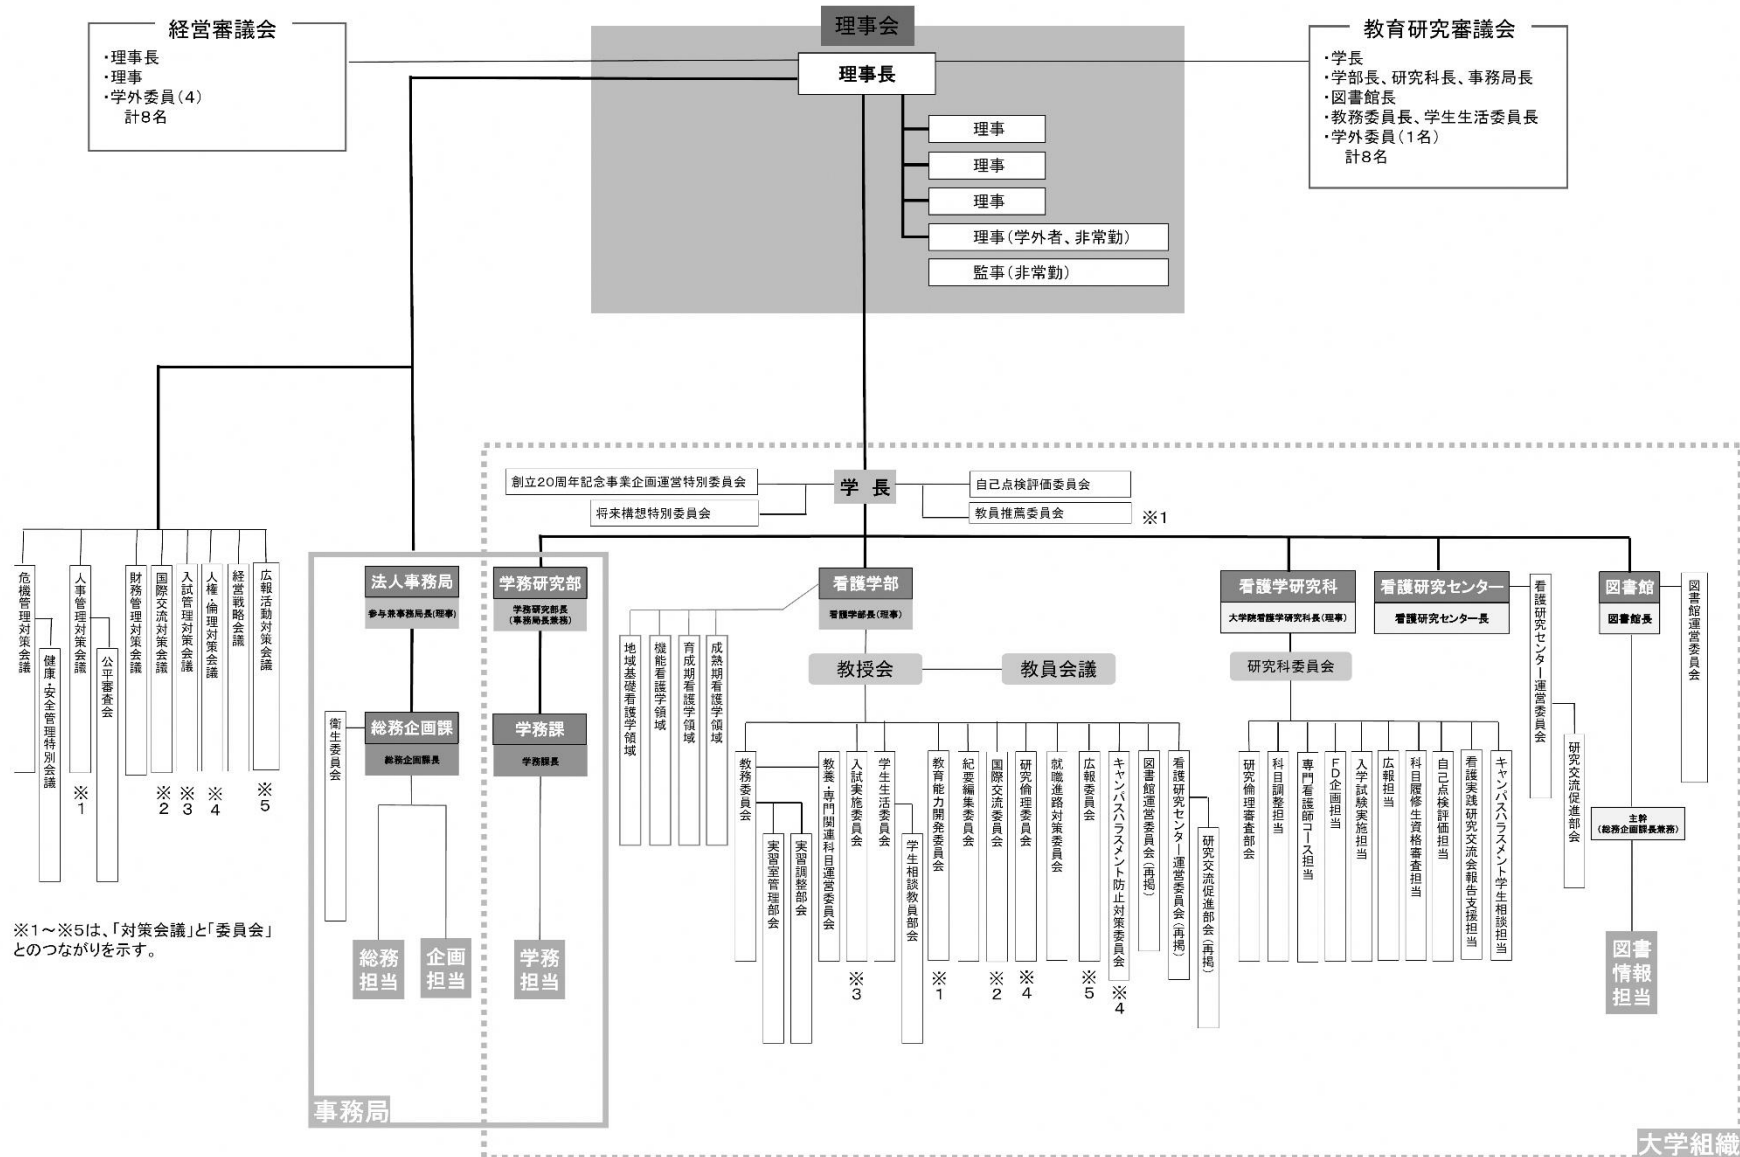 理事会
経営審議会
・理事長
・理事
・学外委員(4)
計8名
理事長
教育研究審議会
・学長
・学部長、研究科長、事務局長
・図書館長
・教務委員長、学生生活委員長
・学外委員(1名)
計8名
理事
理事
理事
理事(学外者、非常勤)
監事(非常勤)
創立20周年記念事業企画運営特別委員会
将来構想特別委員会
学 長
自己点検評価委員会
教員推薦委員会
※1
危機管理対策会議
健康・安全管理特別会議
人事管理対策会議
※1
公平審査会
財務管理対策会議
国際交流対策会議
※2
入試管理対策会議
※3
人権・倫理対策会議
※4
経営戦略会議
広報活動対策会議
※5
※1～※5は、「対策会議」と「委員会」
とのつながりを示す。
法人事務局
参与兼事務局長(理事)
衛生委員会
総務企画課
総務企画課長
総務
担当
企画
担当
学務研究部
学務研究部長
(事務局長兼務)
学務課
学務課長
学務
担当
事務局
看護学部
看護学部長(理事)
地域基礎看護学領域
機能看護学領域
育成期看護学領域
成熟期看護学領域
教授会
教員会議
教務委員会
実習室管理部会
実習調整部会
教養・専門関連科目運営委員会
入試実施委員会
※3
学生生活委員会
学生相談教員部会
教育能力開発委員会
※1
紀要編集委員会
国際交流委員会
※2
研究倫理委員会
※4
就職進路対策委員会
広報委員会
※5
キャンパスハラスメント防止対策委員会
※4
図書館運営委員会(再掲)
看護研究センター運営委員会(再掲)
研究交流促進部会(再掲)
看護学研究科
大学院看護学研究科長(理事)
研究科委員会
研究倫理審査部会
科目調整担当
専門看護師コース担当
FD企画担当
入学試験実施担当
広報担当
科目履修生資格審査担当
自己点検評価担当
看護実践研究交流会報告支援担当
キャンパスハラスメント学生相談担当
看護研究センター
看護研究センター長
看護研究センター運営委員会
研究交流促進部会
図書館
図書館長
図書館運営委員会
主幹
(総務企画課長兼務)
図書
情報
担当
大学組織